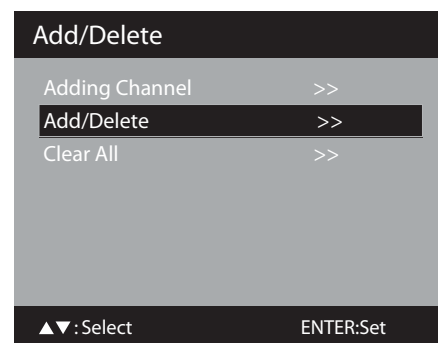 Add/Delete
Adding Channel >>
Add/Delete >>
Clear All >>
▲▼: Select ENTER:Set